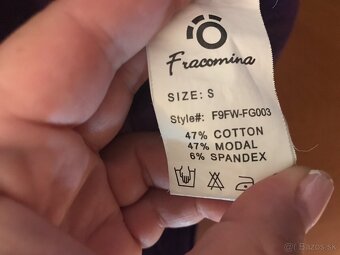 Fracomina
SIZE: S
Style#: F9FW-FG003
47% COTTON
47% MODAL
6% SPANDEX
Bazos.sk